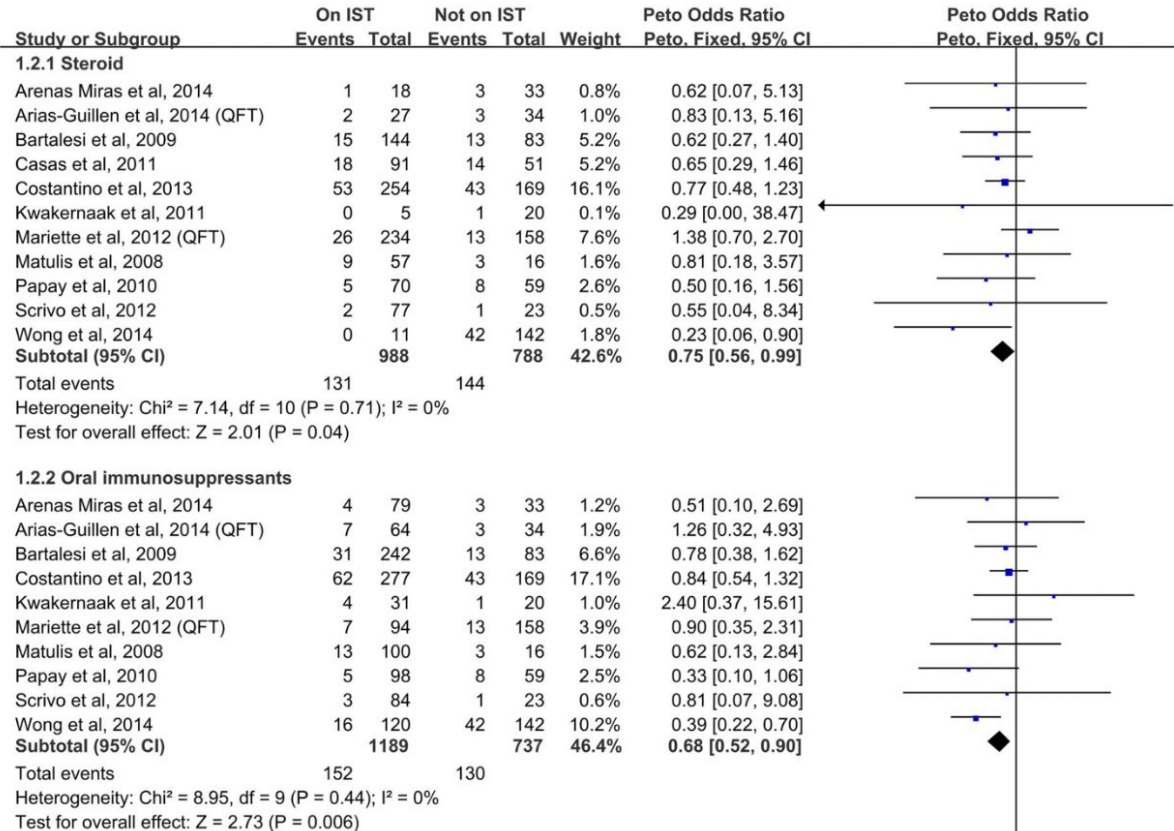 On IST Not on IST Peto Odds Ratio Peto Odds Ratio
Study or Subgroup Events Total Events Total Weight Peto, Fixed, 95% CI Peto, Fixed, 95% CI
1.2.1 Steroid
Arenas Miras et al, 2014 1 18 3 33 0.8% 0.62 [0.07, 5.13]
Arias-Guillen et al, 2014 (QFT) 2 27 3 34 1.0% 0.83 [0.13, 5.16]
Bartalesi et al, 2009 15 144 13 83 5.2% 0.62 [0.27, 1.40]
Casas et al, 2011 18 91 14 51 5.2% 0.65 [0.29, 1.46]
Costantino et al, 2013 53 254 43 169 16.1% 0.77 [0.48, 1.23]
Kwakernaak et al, 2011 0 5 1 20 0.1% 0.29 [0.00, 38.47]
Mariette et al, 2012 (QFT) 26 234 13 158 7.6% 1.38 [0.70, 2.70]
Matulis et al, 2008 9 57 3 16 1.6% 0.81 [0.18, 3.57]
Papay et al, 2010 5 70 8 59 2.6% 0.50 [0.16, 1.56]
Scrivo et al, 2012 2 77 1 23 0.5% 0.55 [0.04, 8.34]
Wong et al, 2014 0 11 42 142 1.8% 0.23 [0.06, 0.90]
Subtotal (95% CI) 988 788 42.6% 0.75 [0.56, 0.99]
Total events 131 144
Heterogeneity: Chi² = 7.14, df = 10 (P = 0.71); I² = 0%
Test for overall effect: Z = 2.01 (P = 0.04)
1.2.2 Oral immunosuppressants
Arenas Miras et al, 2014 4 79 3 33 1.2% 0.51 [0.10, 2.69]
Arias-Guillen et al, 2014 (QFT) 7 64 3 34 1.9% 1.26 [0.32, 4.93]
Bartalesi et al, 2009 31 242 13 83 6.6% 0.78 [0.38, 1.62]
Costantino et al, 2013 62 277 43 169 17.1% 0.84 [0.54, 1.32]
Kwakernaak et al, 2011 4 31 1 20 1.0% 2.40 [0.37, 15.61]
Mariette et al, 2012 (QFT) 7 94 13 158 3.9% 0.90 [0.35, 2.31]
Matulis et al, 2008 13 100 3 16 1.5% 0.62 [0.13, 2.84]
Papay et al, 2010 5 98 8 59 2.5% 0.33 [0.10, 1.06]
Scrivo et al, 2012 3 84 1 23 0.6% 0.81 [0.07, 9.08]
Wong et al, 2014 16 120 42 142 10.2% 0.39 [0.22, 0.70]
Subtotal (95% CI) 1189 737 46.4% 0.68 [0.52, 0.90]
Total events 152 130
Heterogeneity: Chi² = 8.95, df = 9 (P = 0.44); I² = 0%
Test for overall effect: Z = 2.73 (P = 0.006)